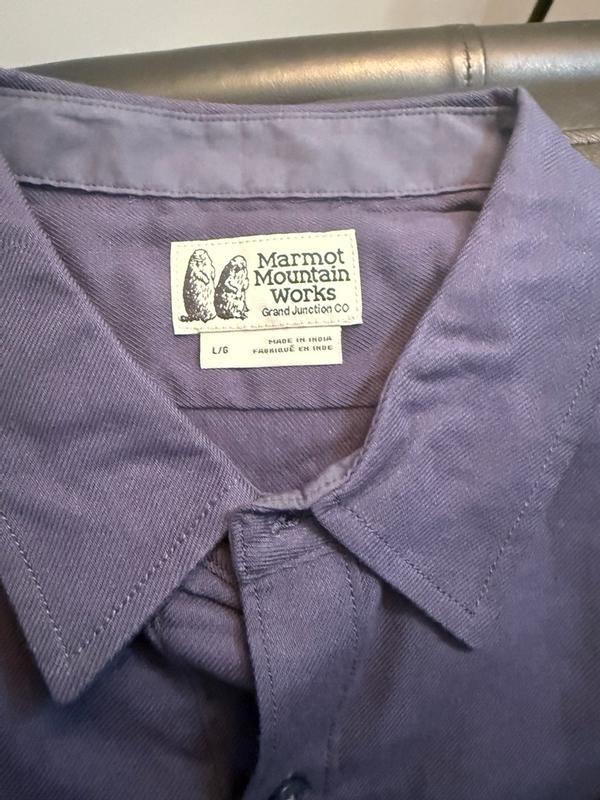 Marmot
Mountain
Works
Grand Junction CO
L/G
MADE IN INDIA
FABRIQUÉ EN INDE